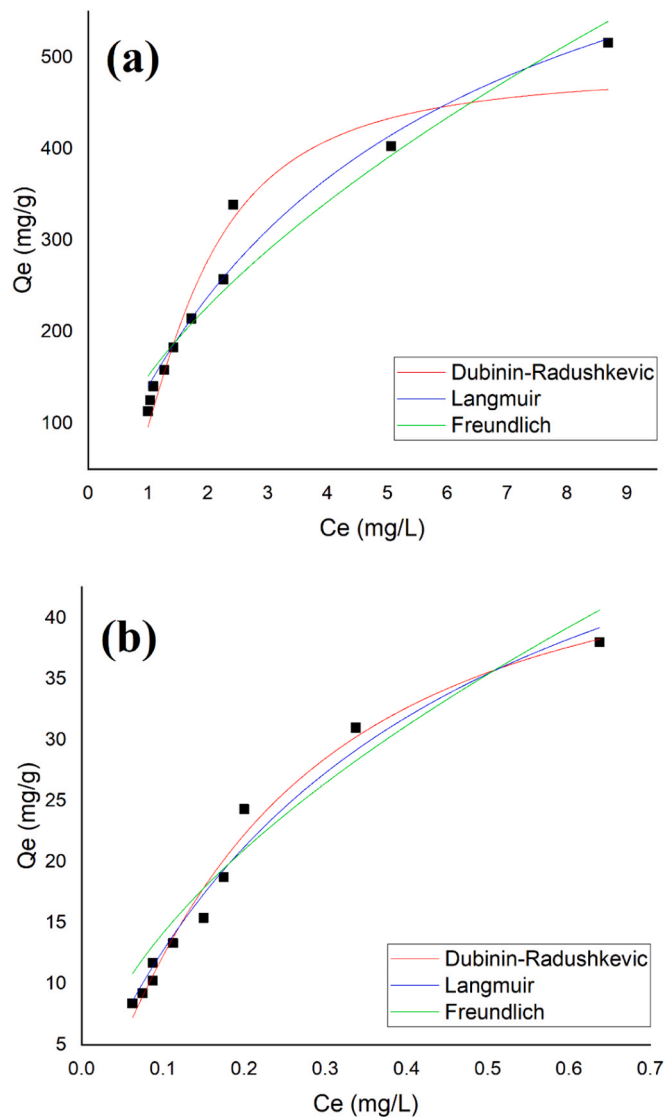 (a)
Qe (mg/g)
500
400
300
200
100
Dubinin-Radushkevic
Langmuir
Freundlich
0 1 2 3 4 5 6 7 8 9
Ce (mg/L)
(b)
Qe (mg/g)
40
35
30
25
20
15
10
5
Dubinin-Radushkevic
Langmuir
Freundlich
0.0 0.1 0.2 0.3 0.4 0.5 0.6 0.7
Ce (mg/L)